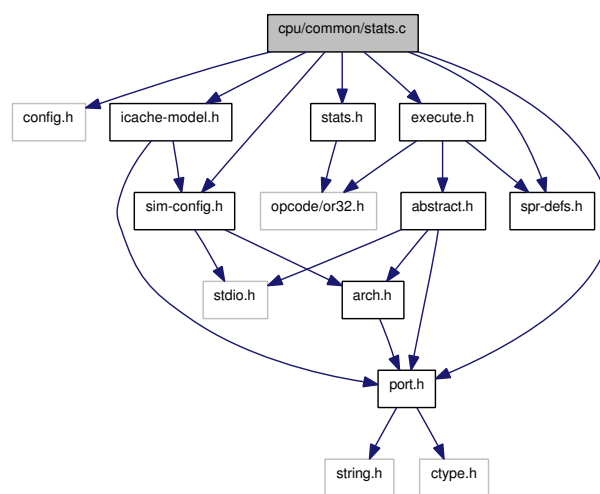 cpu/common/stats.c
config.h
icache-model.h
stats.h
execute.h
sim-config.h
opcode/or32.h
abstract.h
spr-defs.h
stdio.h
arch.h
port.h
string.h
ctype.h